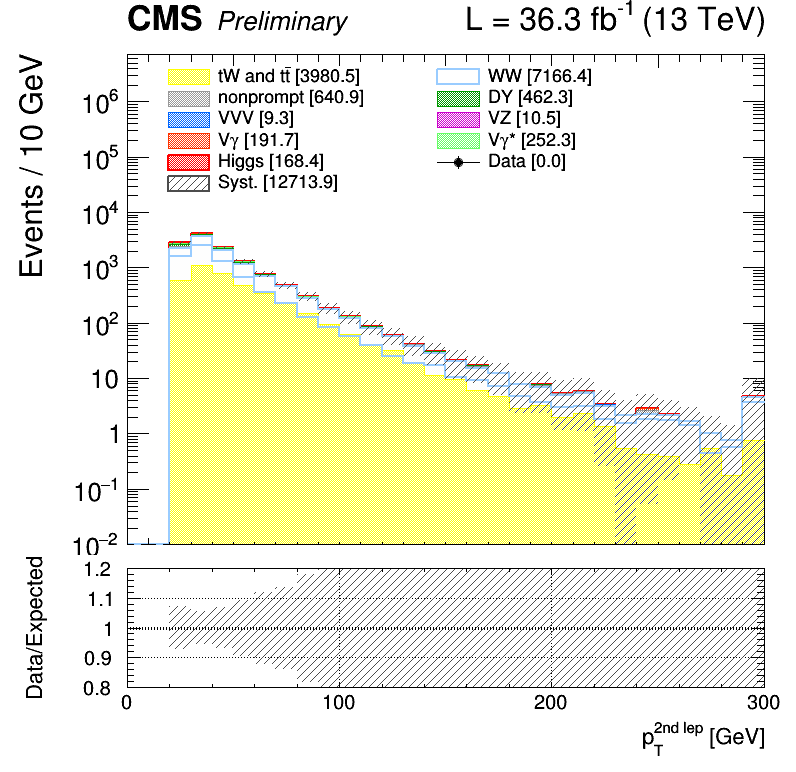 CMS Preliminary L = 36.3 fb⁻¹ (13 TeV)
Events / 10 GeV
tW and tt̄ [3980.5]
nonprompt [640.9]
VVV [9.3]
Vγ [191.7]
Higgs [168.4]
Syst. [12713.9]
WW [7166.4]
DY [462.3]
VZ [10.5]
Vγ* [252.3]
Data [0.0]
10⁶
10⁵
10⁴
10³
10²
10
1
10⁻¹
10⁻²
Data/Expected
1.2
1.1
1
0.9
0.8
0 100 200 300
p_T^{2nd lep} [GeV]